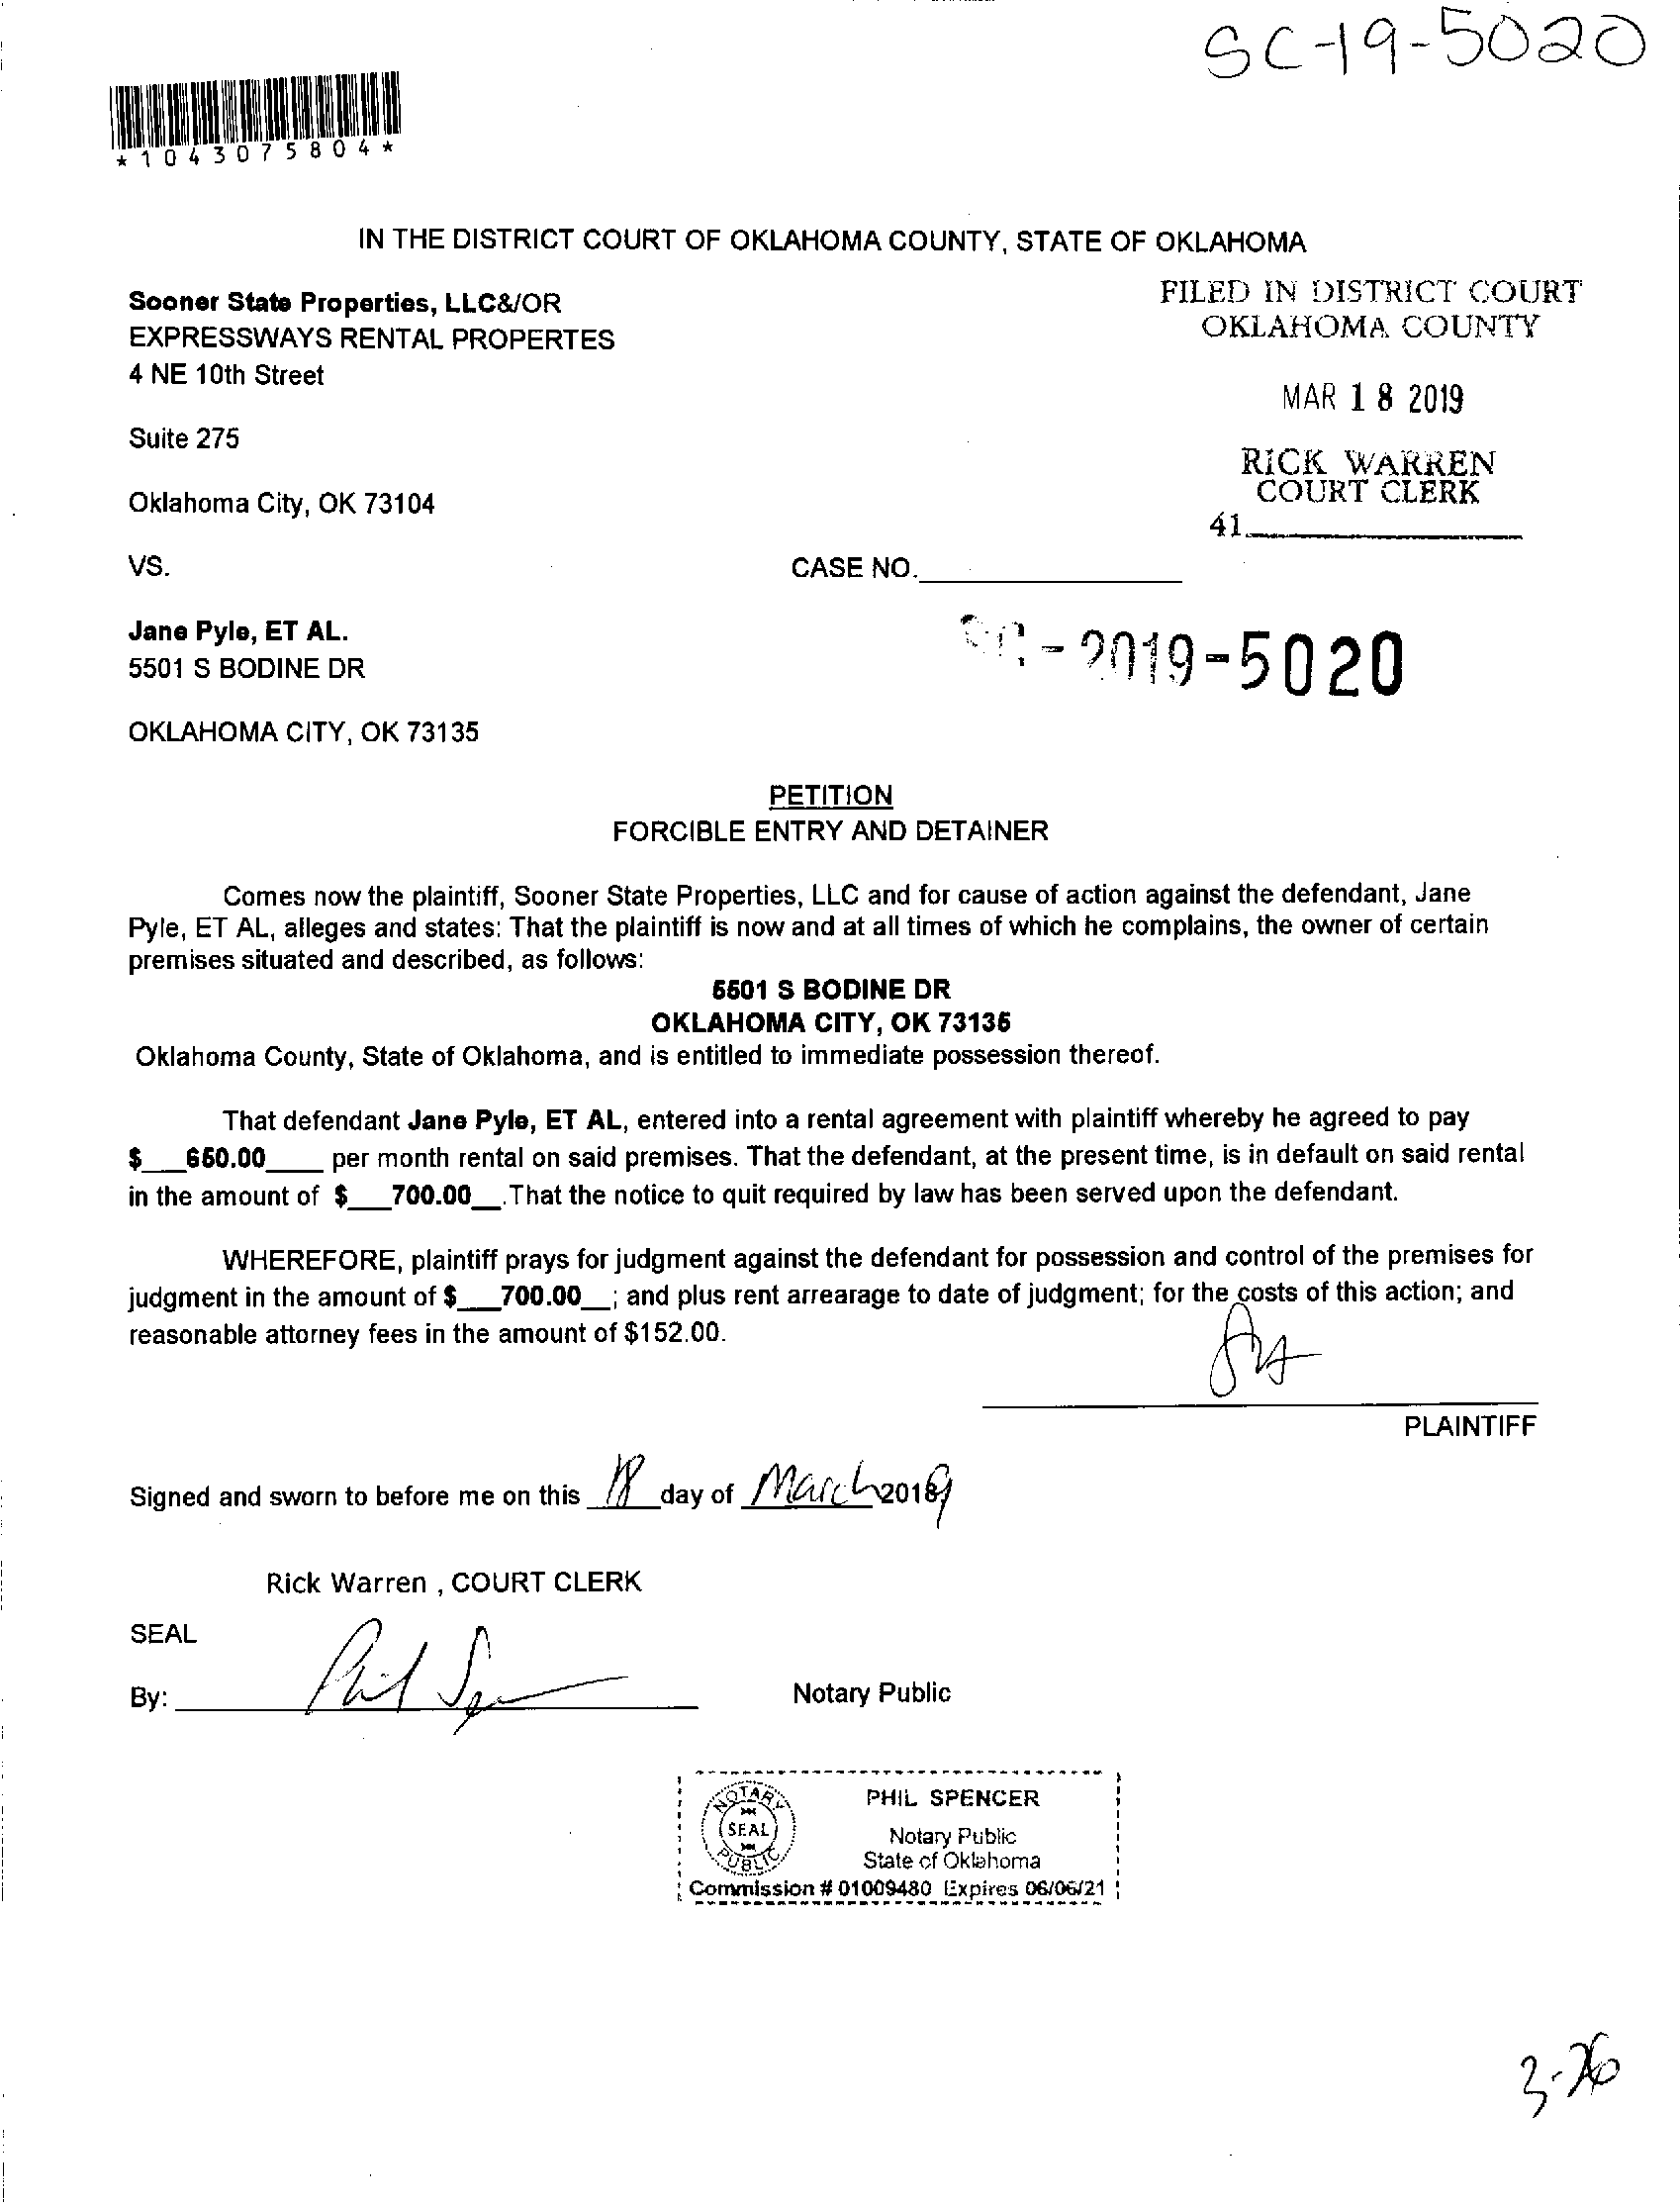 SC-19-5020
*1043075804*
IN THE DISTRICT COURT OF OKLAHOMA COUNTY, STATE OF OKLAHOMA
Sooner State Properties, LLC&/OR
EXPRESSWAYS RENTAL PROPERTES
4 NE 10th Street
Suite 275
Oklahoma City, OK 73104
FILED IN DISTRICT COURT
OKLAHOMA COUNTY
MAR 18 2019
RICK WARREN
COURT CLERK
41
VS.
CASE NO.
Jane Pyle, ET AL.
5501 S BODINE DR
OKLAHOMA CITY, OK 73135
SC-2019-5020
PETITION
FORCIBLE ENTRY AND DETAINER
Comes now the plaintiff, Sooner State Properties, LLC and for cause of action against the defendant, Jane
Pyle, ET AL, alleges and states: That the plaintiff is now and at all times of which he complains, the owner of certain
premises situated and described, as follows:
5501 S BODINE DR
OKLAHOMA CITY, OK 73135
Oklahoma County, State of Oklahoma, and is entitled to immediate possession thereof.
That defendant Jane Pyle, ET AL, entered into a rental agreement with plaintiff whereby he agreed to pay
$___650.00____ per month rental on said premises. That the defendant, at the present time, is in default on said rental
in the amount of $___700.00__.That the notice to quit required by law has been served upon the defendant.
WHEREFORE, plaintiff prays for judgment against the defendant for possession and control of the premises for
judgment in the amount of $___700.00__; and plus rent arrearage to date of judgment; for the costs of this action; and
reasonable attorney fees in the amount of $152.00.
PLAINTIFF
Signed and sworn to before me on this 18 day of March 2019
Rick Warren , COURT CLERK
SEAL
By: Phil Spencer Notary Public
NOTARY
SEAL
PUBLIC
PHIL SPENCER
Notary Public
State of Oklahoma
Commission # 01009480 Expires 06/06/21
3-26